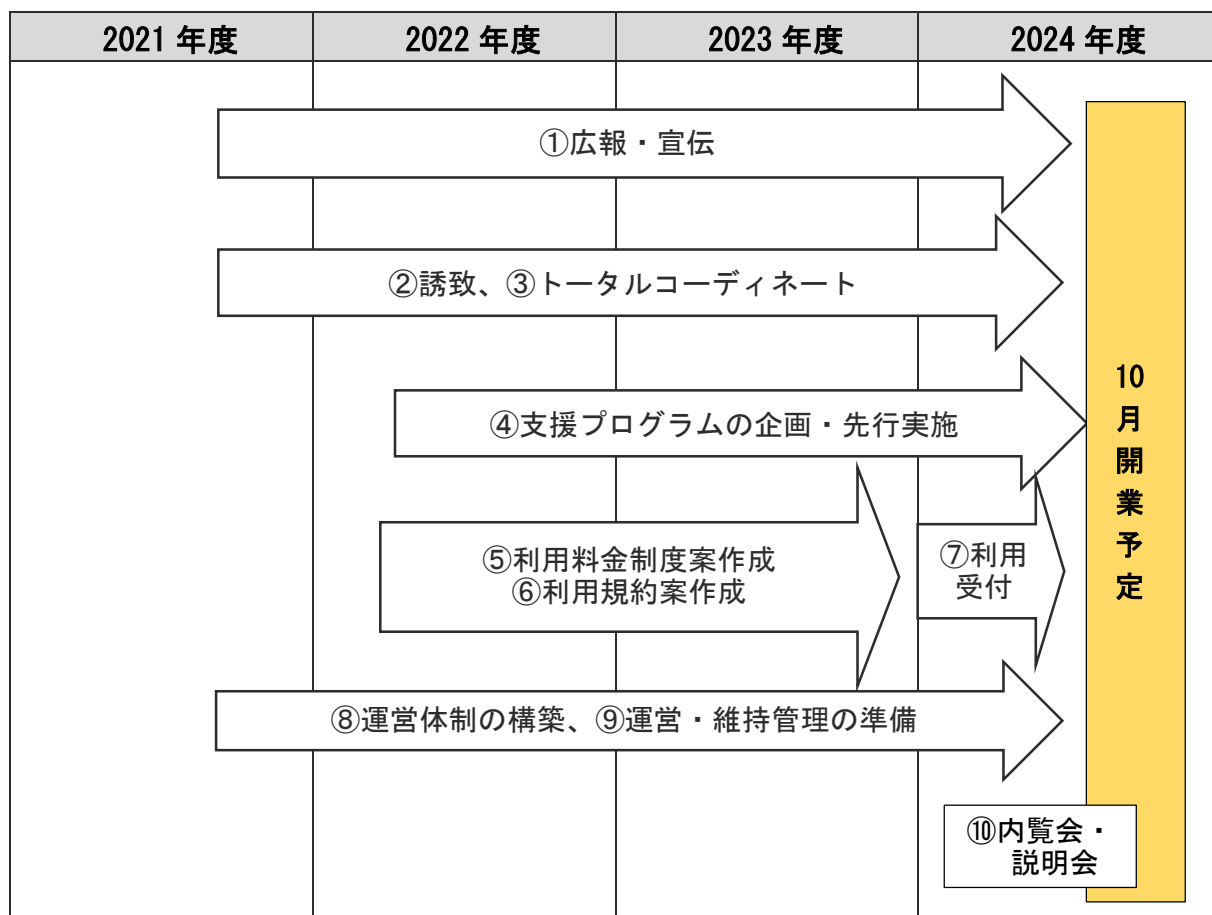 2021 年度
2022 年度
2023 年度
2024 年度
①広報・宣伝
②誘致、③トータルコーディネート
④支援プログラムの企画・先行実施
⑤利用料金制度案作成
⑥利用規約案作成
⑦利用
受付
⑧運営体制の構築、⑨運営・維持管理の準備
⑩内覧会・
説明会
10月開業予定